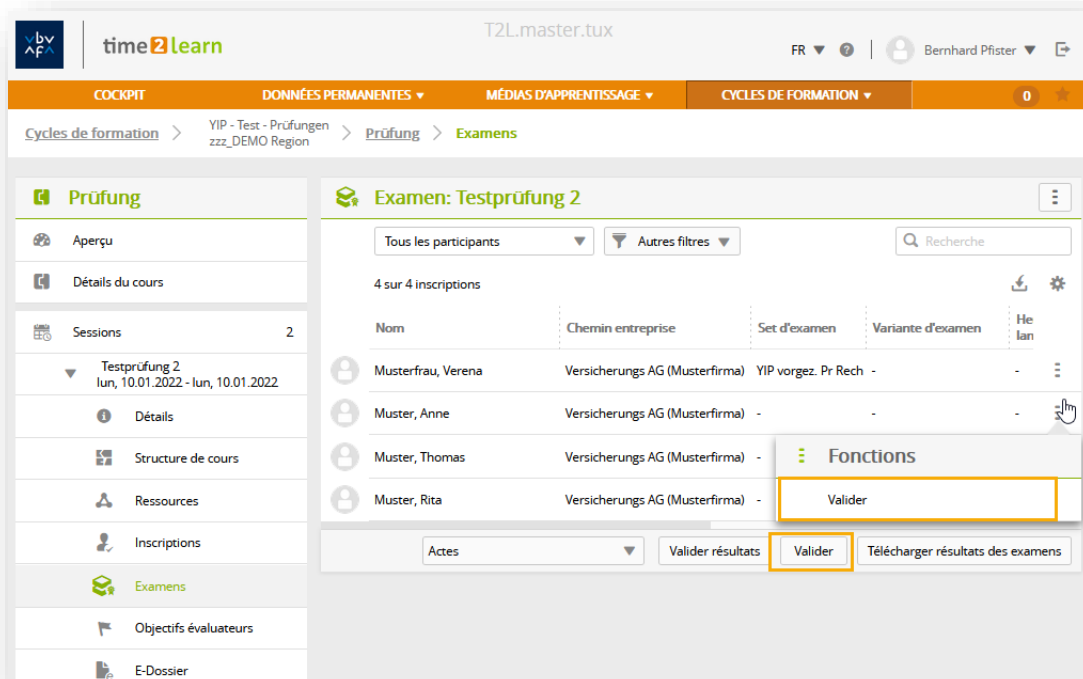 T2L.master.tux
vbv
AFA
time2learn
FR
Bernhard Pfister
COCKPIT
DONNÉES PERMANENTES
MÉDIAS D'APPRENTISSAGE
CYCLES DE FORMATION
0
Cycles de formation
YIP - Test - Prüfungen
zzz_DEMO Region
Prüfung
Examens
Prüfung
Aperçu
Détails du cours
Sessions 2
Testprüfung 2
lun, 10.01.2022 - lun, 10.01.2022
Détails
Structure de cours
Ressources
Inscriptions
Examens
Objectifs évaluateurs
E-Dossier
Examen: Testprüfung 2
Tous les participants
Autres filtres
Recherche
4 sur 4 inscriptions
Nom Chemin entreprise Set d'examen Variante d'examen He
lan
Musterfrau, Verena Versicherungs AG (Musterfirma) YIP vorgez. Pr Rech - -
Muster, Anne Versicherungs AG (Musterfirma) - - -
Muster, Thomas Versicherungs AG (Musterfirma) -
Muster, Rita Versicherungs AG (Musterfirma) -
Fonctions
Valider
Actes
Valider résultats
Valider
Télécharger résultats des examens